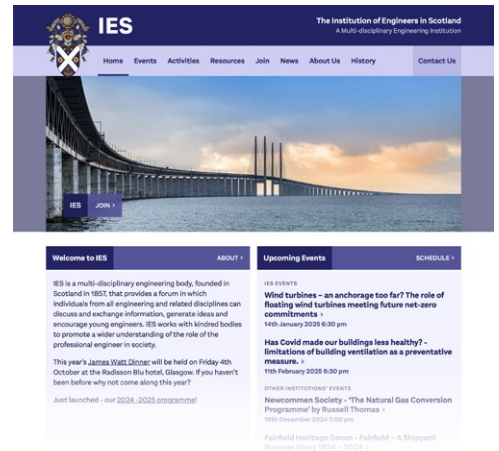 IES
The Institution of Engineers in Scotland
A Multi-disciplinary Engineering Institution
Home Events Activities Resources Join News About Us History Contact Us
IES JOIN ›
Welcome to IES ABOUT ›
IES is a multi-disciplinary engineering body, founded in
Scotland in 1857, that provides a forum in which
individuals from all engineering and related disciplines can
discuss and exchange information, generate ideas and
encourage young engineers. IES works with kindred bodies
to promote a wider understanding of the role of the
professional engineer in society.
This year's James Watt Dinner will be held on Friday 4th
October at the Radisson Blu hotel, Glasgow. If you haven't
been before why not come along this year?
Just launched - our 2024 -2025 programme!
Upcoming Events SCHEDULE ›
IES EVENTS
Wind turbines – an anchorage too far? The role of
floating wind turbines meeting future net-zero
commitments ›
14th January 2025 6:30 pm
Has Covid made our buildings less healthy? -
limitations of building ventilation as a preventative
measure. ›
11th February 2025 6:30 pm
OTHER INSTITUTIONS' EVENTS
Newcommen Society - 'The Natural Gas Conversion
Programme' by Russell Thomas ›
16th December 2024 7:00 pm
Fairfield Heritage Govan - Fairfield – A Shipyard
Success Story 1834 – 2024 ›